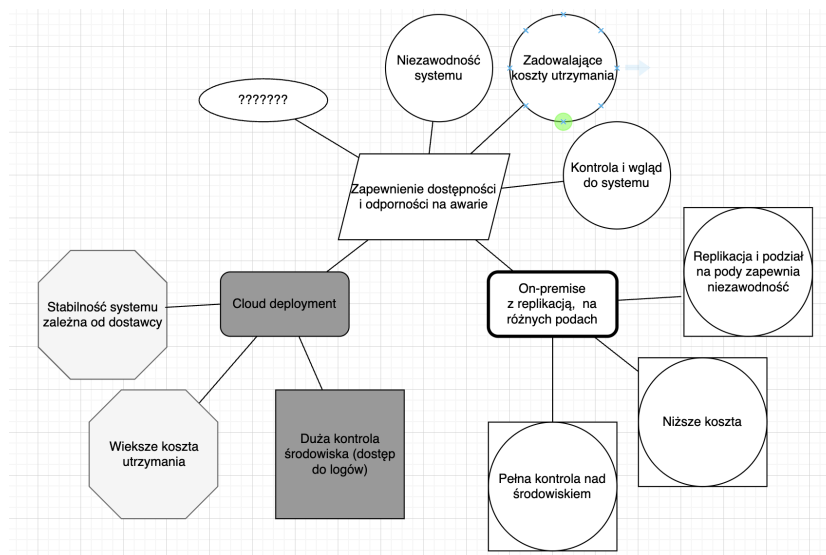 Niezawodność
systemu
Zadowalające
koszty utrzymania
???????
Kontrola i wgląd
do systemu
Zapewnienie dostępności
i odporności na awarie
Replikacja i podział
na pody zapewnia
niezawodność
Cloud deployment
On-premise
z replikacją,  na
różnych podach
Stabilność systemu
zależna od dostawcy
Niższe koszta
Wieksze koszta
utrzymania
Duża kontrola
środowiska (dostęp
do logów)
Pełna kontrola nad
środowiskiem